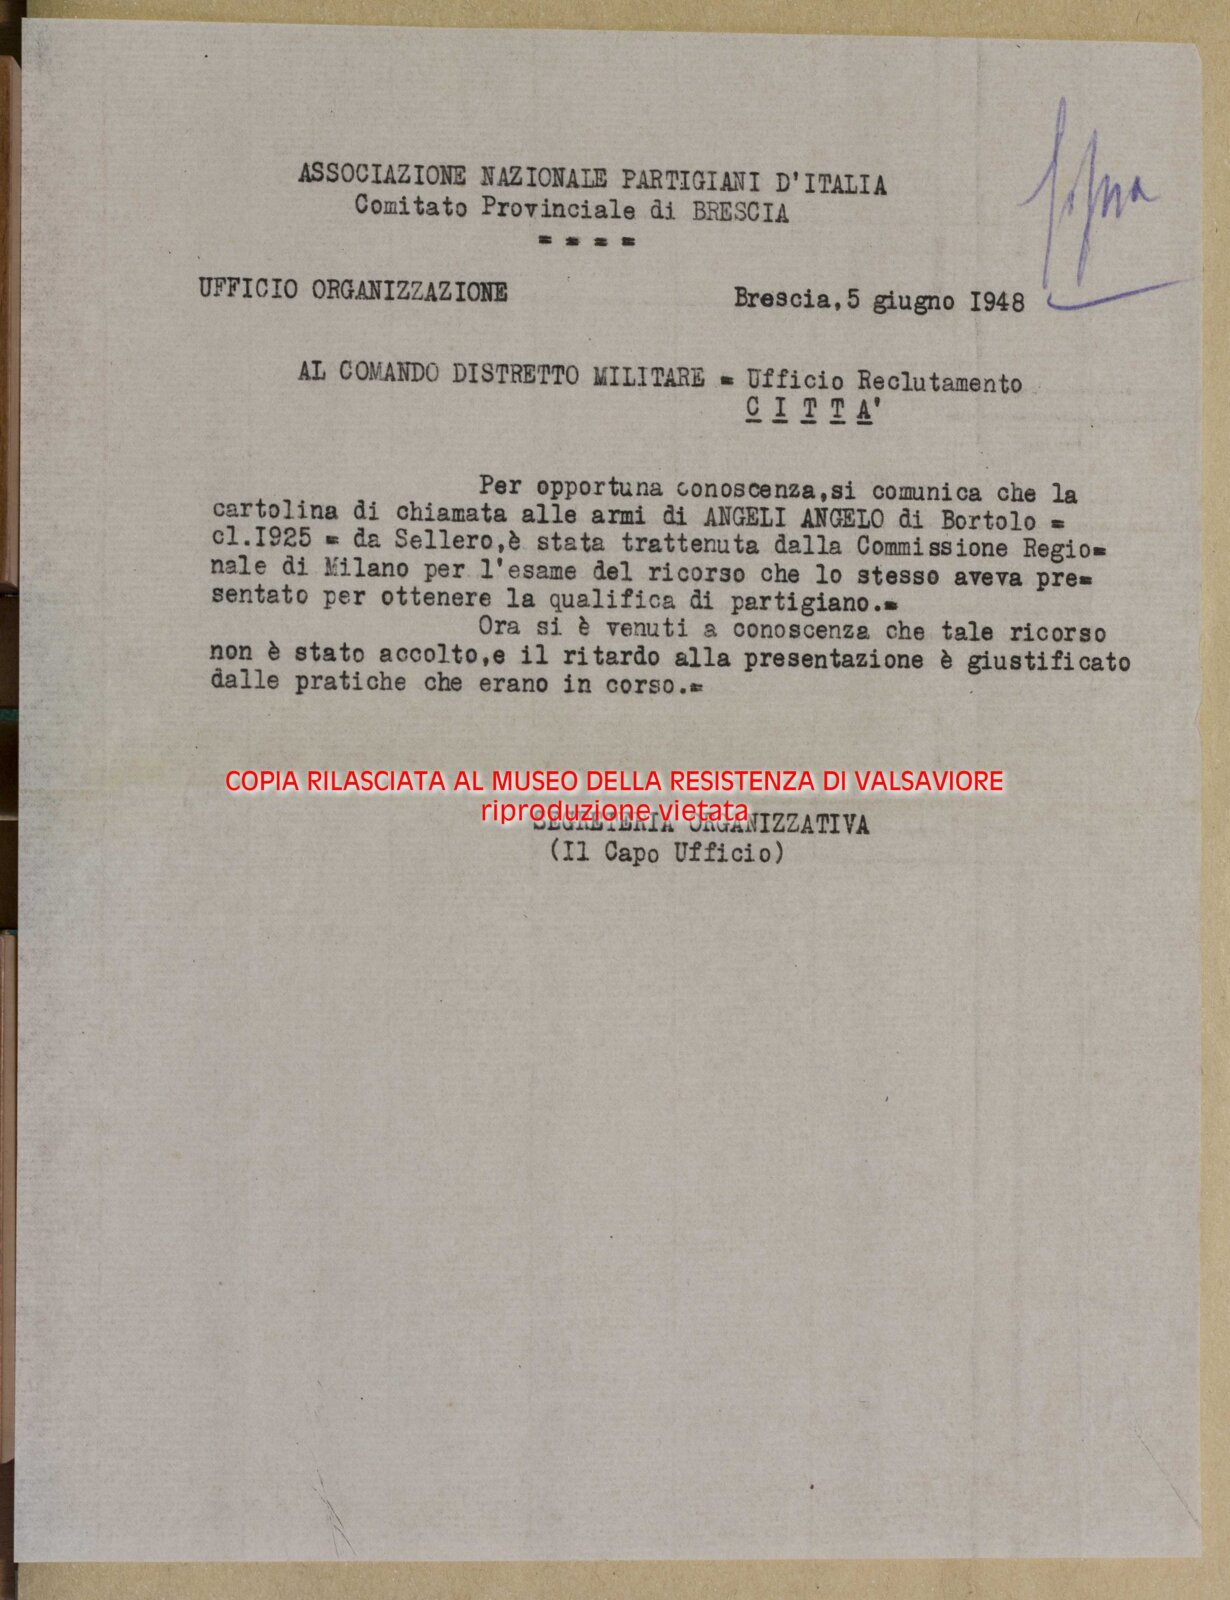 ASSOCIAZIONE NAZIONALE PARTIGIANI D'ITALIA
Comitato Provinciale di BRESCIA
= = = =
UFFICIO ORGANIZZAZIONE
Brescia,5 giugno I948
AL COMANDO DISTRETTO MILITARE = Ufficio Reclutamento
C I T T A'
Per opportuna conoscenza,si comunica che la
cartolina di chiamata alle armi di ANGELI ANGELO di Bortolo =
cl.I925 = da Sellero,è stata trattenuta dalla Commissione Regio=
nale di Milano per l'esame del ricorso che lo stesso aveva pre=
sentato per ottenere la qualifica di partigiano.=
Ora si è venuti a conoscenza che tale ricorso
non è stato accolto,e il ritardo alla presentazione è giustificato
dalle pratiche che erano in corso.=
COPIA RILASCIATA AL MUSEO DELLA RESISTENZA DI VALSAVIORE
riproduzione vietata
SEGRETERIA ORGANIZZATIVA
(Il Capo Ufficio)